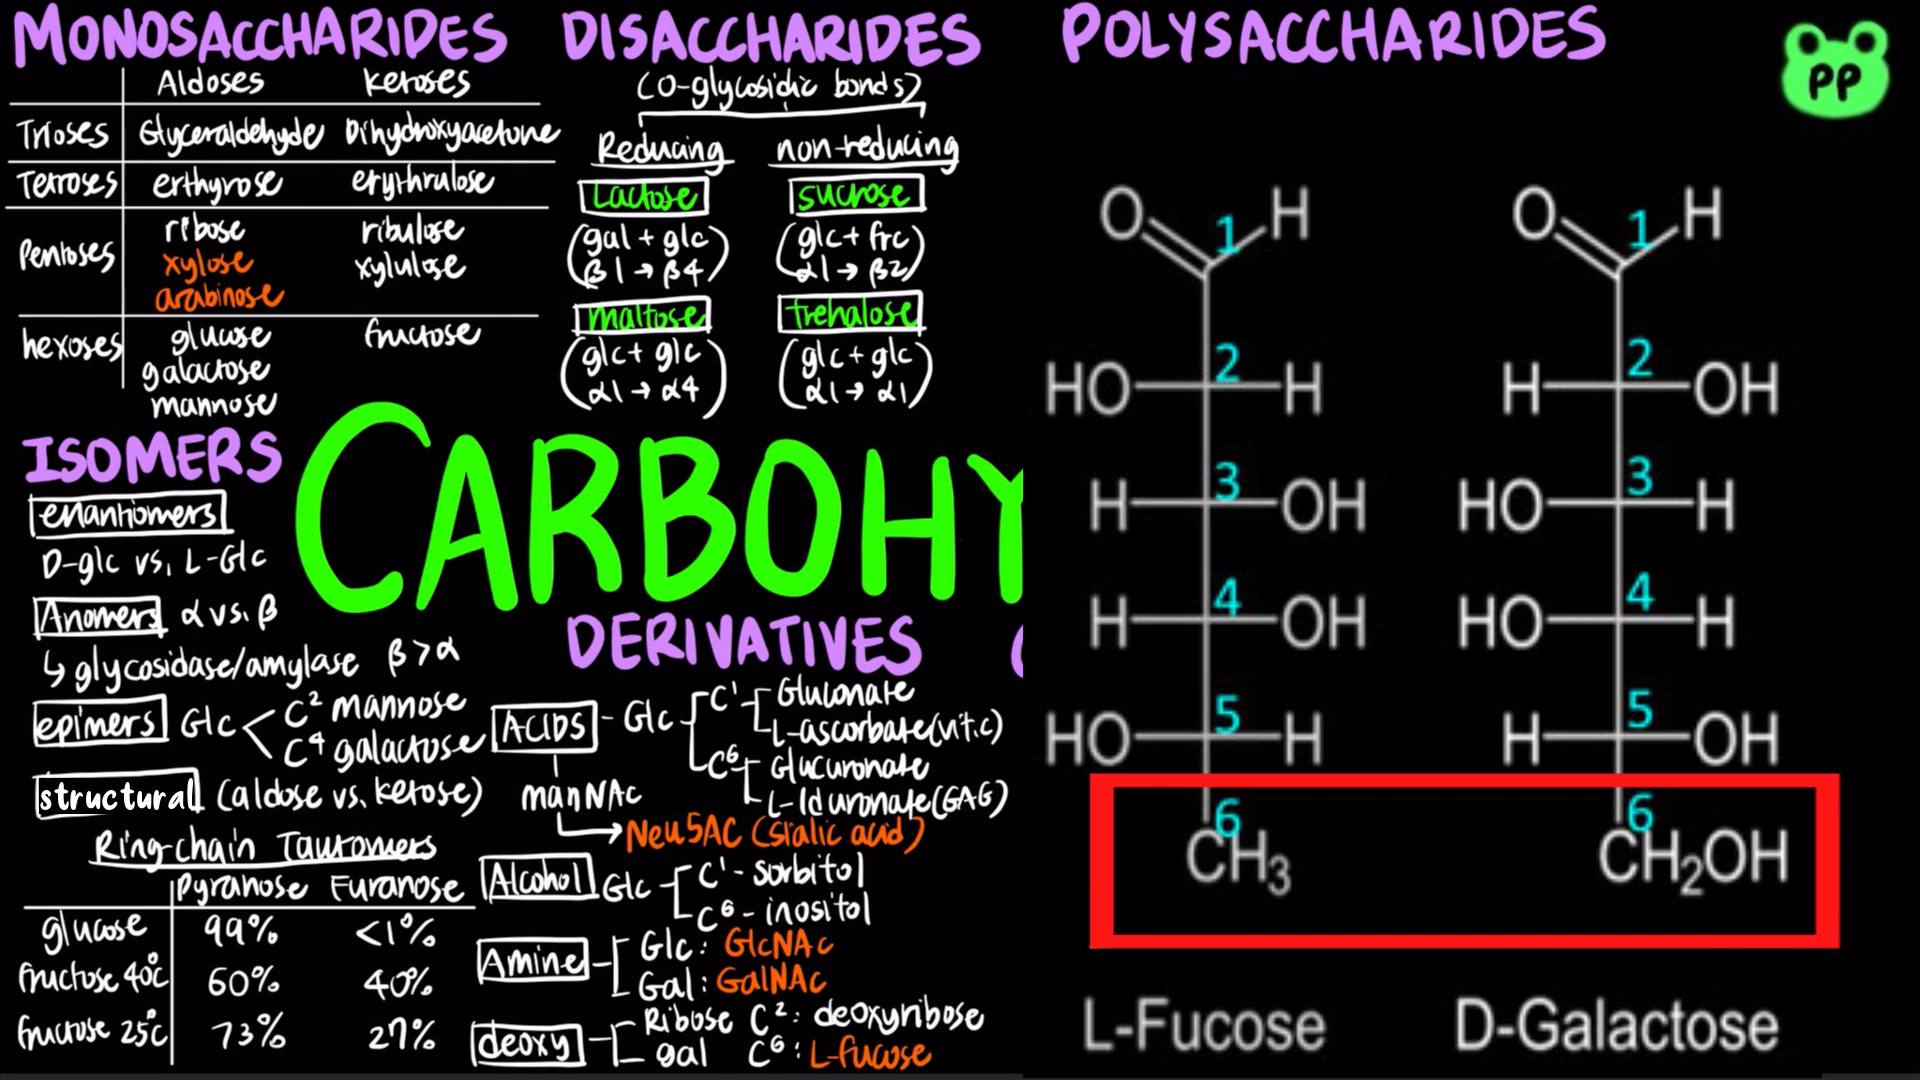 MONOSACCHARIDES
Aldoses Ketoses
Trioses Glyceraldehyde Dihydroxyacetone
Tetroses erthyrose erythrulose
Pentoses ribose ribulose
xylose xylulose
arabinose
hexoses glucose fructose
galactose
mannose
DISACCHARIDES
(O-glycosidic bonds)
Reducing non-reducing
Lactose sucrose
(gal + glc (glc + frc
β1→β4) α1→β2)
maltose trehalose
(glc + glc (glc + glc
α1→α4) α1→α1)
POLYSACCHARIDES
PP
ISOMERS
enantiomers
D-glc vs. L-Glc
Anomers α vs. β
↳ glycosidase/amylase β>α
epimers Glc < C² mannose
C⁴ galactose
structural (aldose vs. ketose)
Ring-chain Tautomers
Pyranose Furanose
glucose 99% <1%
fructose 40°C 60% 40%
fructose 25°C 73% 27%
CARBOHY
DERIVATIVES
ACIDS - Glc C¹ Gluconate
L-ascorbate (vit.c)
C⁶ Glucuronate
L-Iduronate (GAG)
manNAc
→ Neu5AC (sialic acid)
Alcohol Glc C¹ - sorbitol
C⁶ - inositol
Amine Glc: GlcNAc
Gal: GalNAc
deoxy Ribose C²: deoxyribose
gal C⁶: L-fucose
O 1 H
HO 2 H
H 3 OH
H 4 OH
HO 5 H
6
CH₃
L-Fucose
O 1 H
H 2 OH
HO 3 H
HO 4 H
H 5 OH
6
CH₂OH
D-Galactose